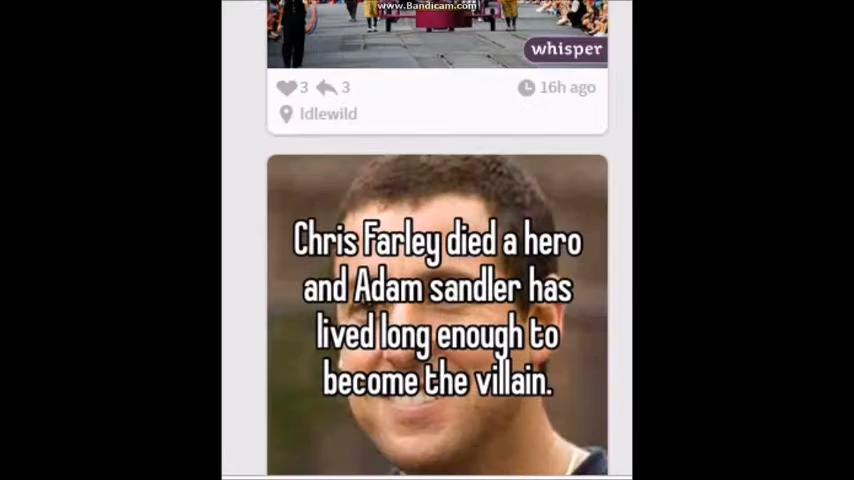 www.Bandicam.com
whisper
3 3 16h ago
Idlewild
Chris Farley died a hero
and Adam sandler has
lived long enough to
become the villain.